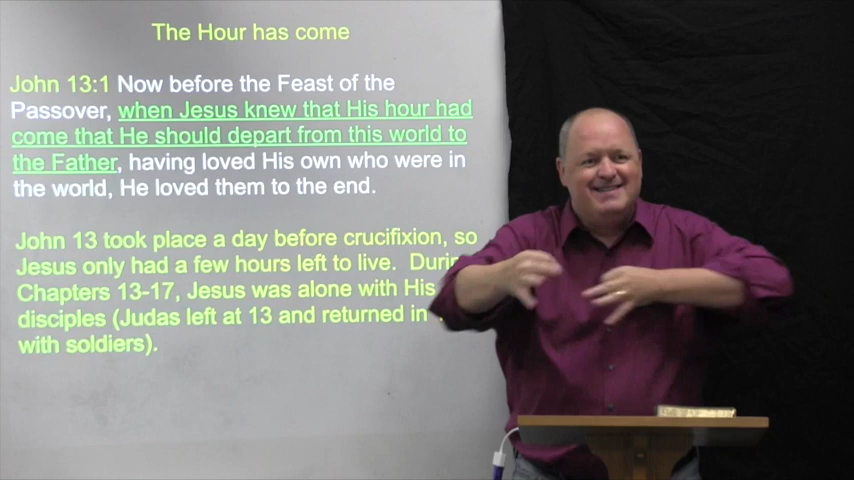 The Hour has come
John 13:1 Now before the Feast of the
Passover, when Jesus knew that His hour had
come that He should depart from this world to
the Father, having loved His own who were in
the world, He loved them to the end.
John 13 took place a day before crucifixion, so
Jesus only had a few hours left to live. 
Chapters 13-17, Jesus was alone with His
disciples (Judas left at 13 and returned in
with soldiers).